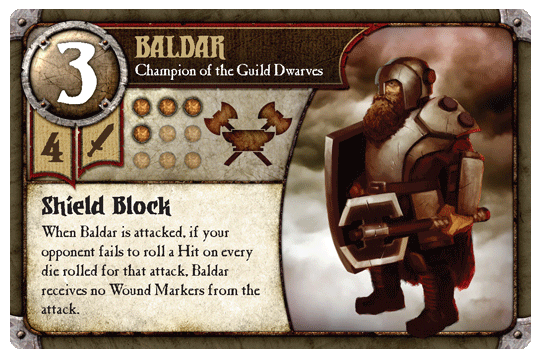 3
BALDAR
Champion of the Guild Dwarves
4
Shield Block
When Baldar is attacked, if your
opponent fails to roll a Hit on every
die rolled for that attack, Baldar
receives no Wound Markers from the
attack.